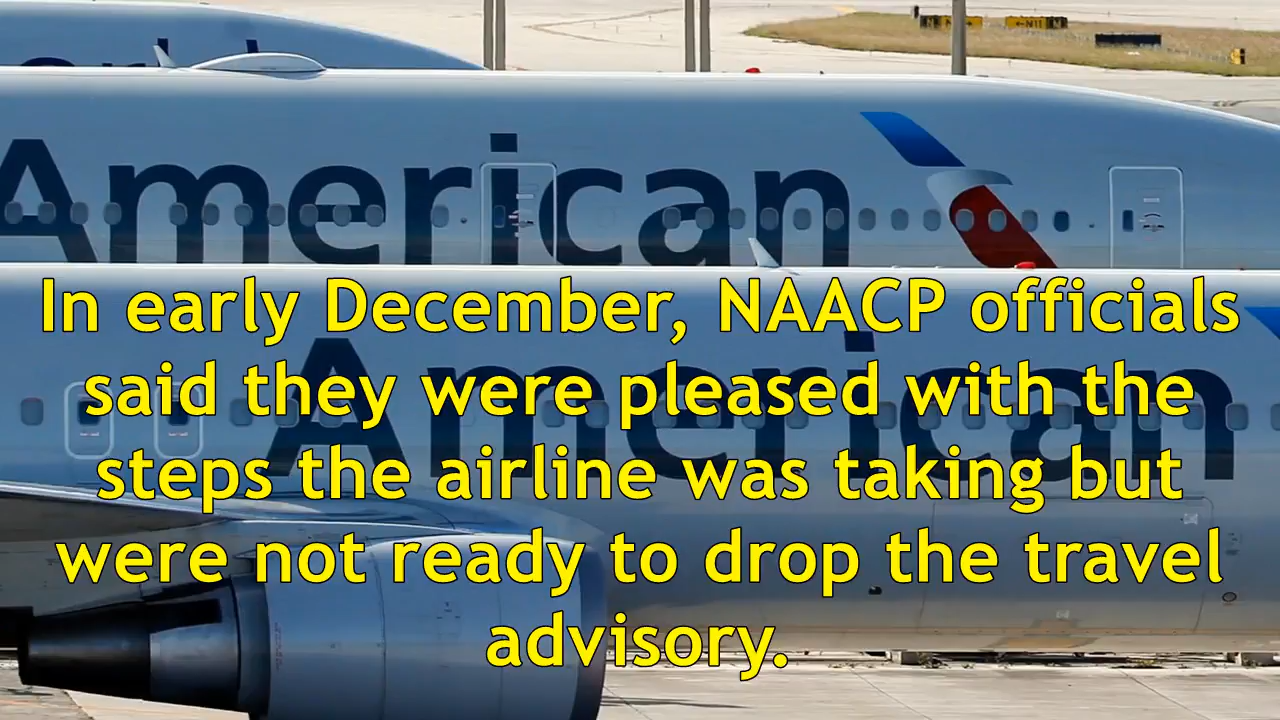 American
In early December, NAACP officials
said they were pleased with the
American
steps the airline was taking but
were not ready to drop the travel
advisory.